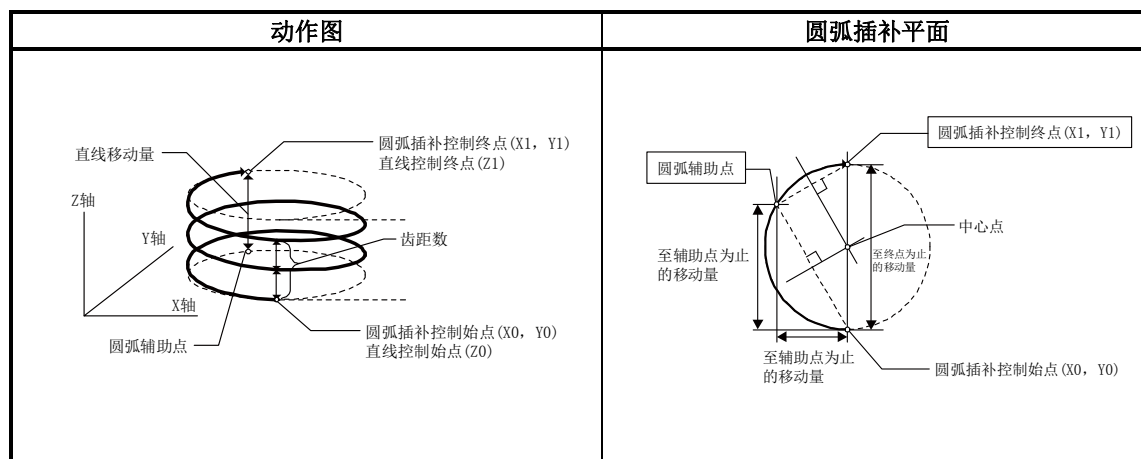 动作图
圆弧插补平面
直线移动量
圆弧插补控制终点(X1, Y1)
直线控制终点(Z1)
Z轴
Y轴
X轴
齿距数
圆弧辅助点
圆弧插补控制始点(X0, Y0)
直线控制始点(Z0)
圆弧插补控制终点(X1, Y1)
圆弧辅助点
中心点
至辅助点为止
的移动量
至终点为止
的移动量
至辅助点为止
的移动量
圆弧插补控制始点(X0, Y0)